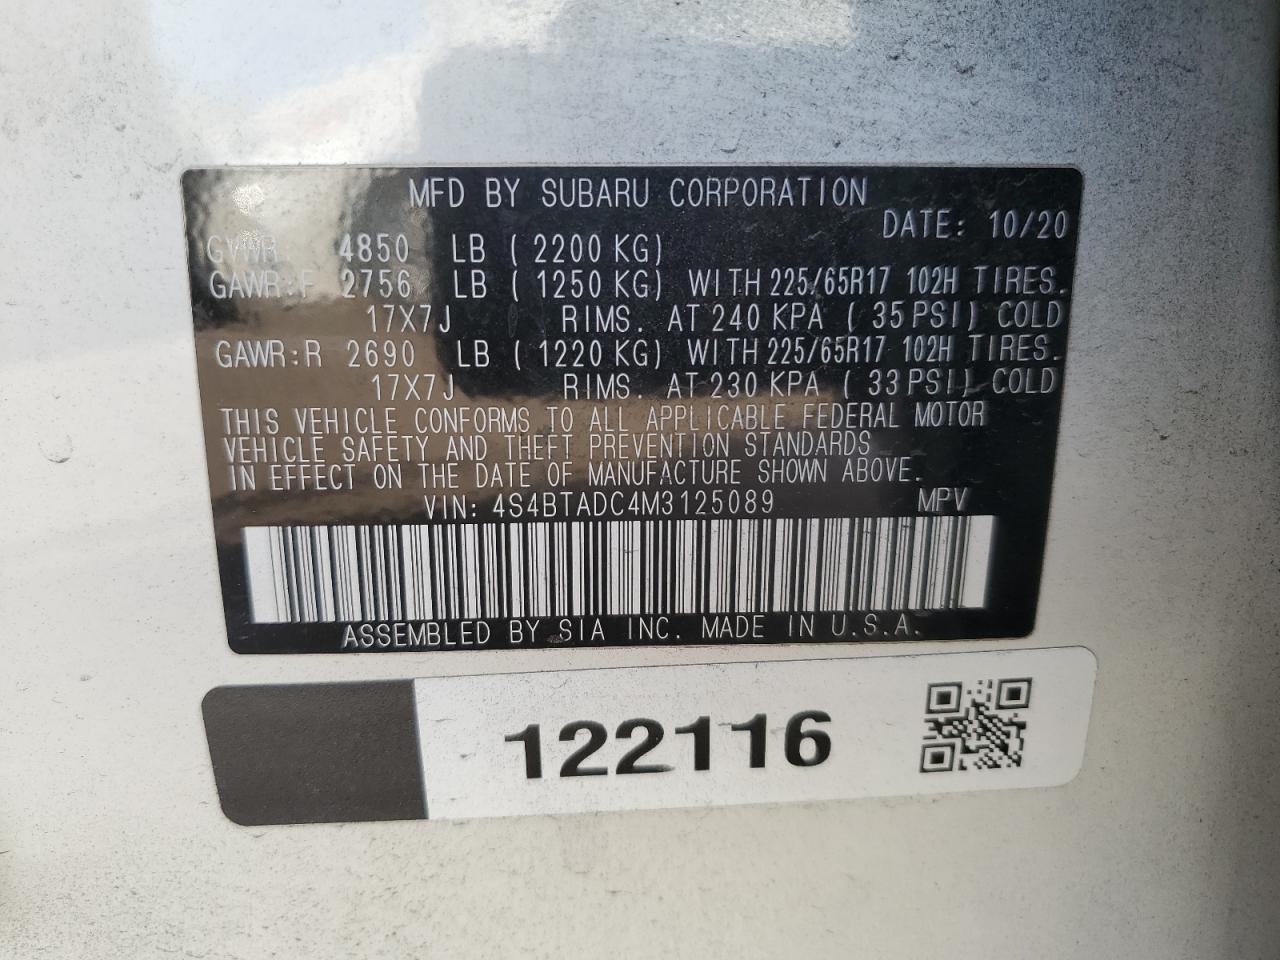 MFD BY SUBARU CORPORATION
DATE: 10/20
GVWR: 4850 LB ( 2200 KG)
GAWR:F 2756 LB ( 1250 KG) WITH 225/65R17 102H TIRES.
17X7J RIMS. AT 240 KPA ( 35 PSI) COLD
GAWR:R 2690 LB ( 1220 KG) WITH 225/65R17 102H TIRES.
17X7J RIMS. AT 230 KPA ( 33 PSI) COLD
THIS VEHICLE CONFORMS TO ALL APPLICABLE FEDERAL MOTOR
VEHICLE SAFETY AND THEFT PREVENTION STANDARDS
IN EFFECT ON THE DATE OF MANUFACTURE SHOWN ABOVE.
VIN: 4S4BTADC4M3125089 MPV
ASSEMBLED BY SIA INC. MADE IN U.S.A.
122116